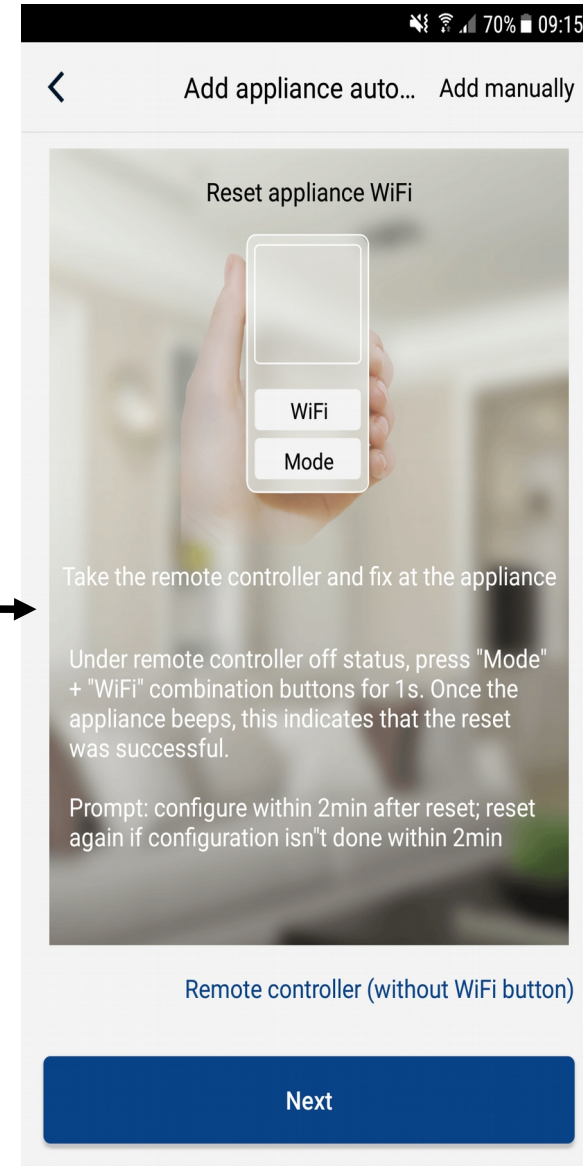 70% 09:15
Add appliance auto... Add manually
Reset appliance WiFi
WiFi
Mode
Take the remote controller and fix at the appliance
Under remote controller off status, press "Mode"
+ "WiFi" combination buttons for 1s. Once the
appliance beeps, this indicates that the reset
was successful.
Prompt: configure within 2min after reset; reset
again if configuration isn"t done within 2min
Remote controller (without WiFi button)
Next